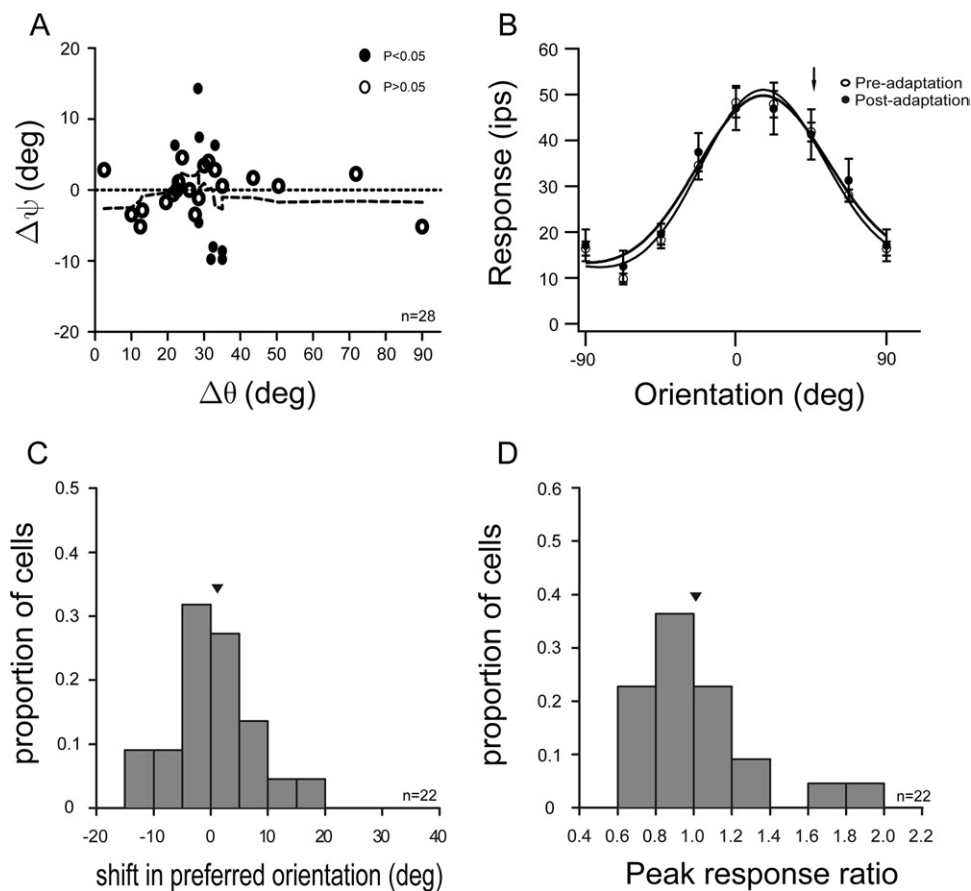 A
20
10
0
-10
-20
Δψ (deg)
P<0.05
P>0.05
n=28
0 10 20 30 40 50 60 70 80 90
Δθ (deg)
B
60
50
40
30
20
10
0
Response (ips)
Pre-adaptation
Post-adaptation
-90 0 90
Orientation (deg)
C
0.5
0.4
0.3
0.2
0.1
0
proportion of cells
n=22
-20 -10 0 10 20 30 40
shift in preferred orientation (deg)
D
0.6
0.5
0.4
0.3
0.2
0.1
0
proportion of cells
n=22
0.4 0.6 0.8 1.0 1.2 1.4 1.6 1.8 2.0 2.2
Peak response ratio